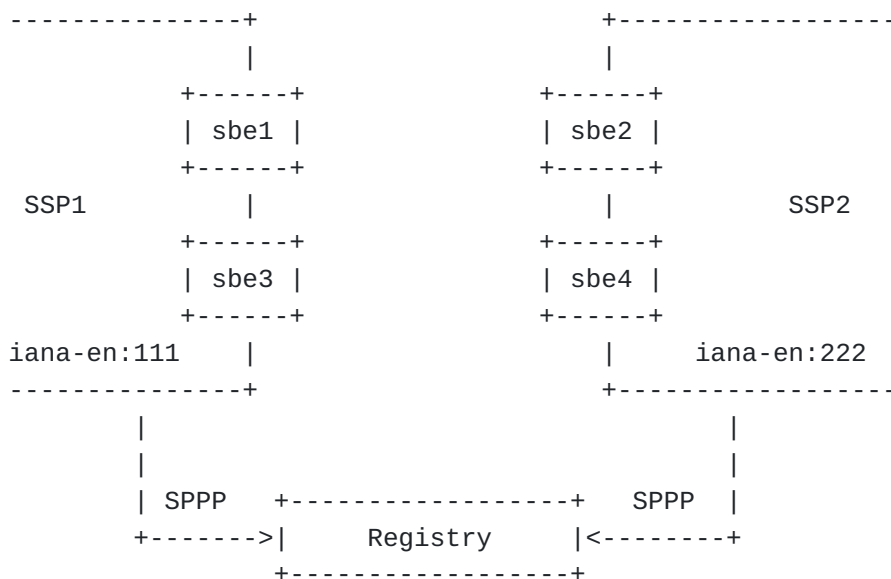 ---------------+                      +------------------
               |                      |
           +------+               +------+
           | sbe1 |               | sbe2 |
           +------+               +------+
 SSP1          |                      |           SSP2
           +------+               +------+
           | sbe3 |               | sbe4 |
           +------+               +------+
iana-en:111    |                      |     iana-en:222
---------------+                      +------------------
        |                                     |
        |                                     |
        | SPPP   +------------------+   SPPP  |
        +------->|     Registry     |<--------+
                 +------------------+